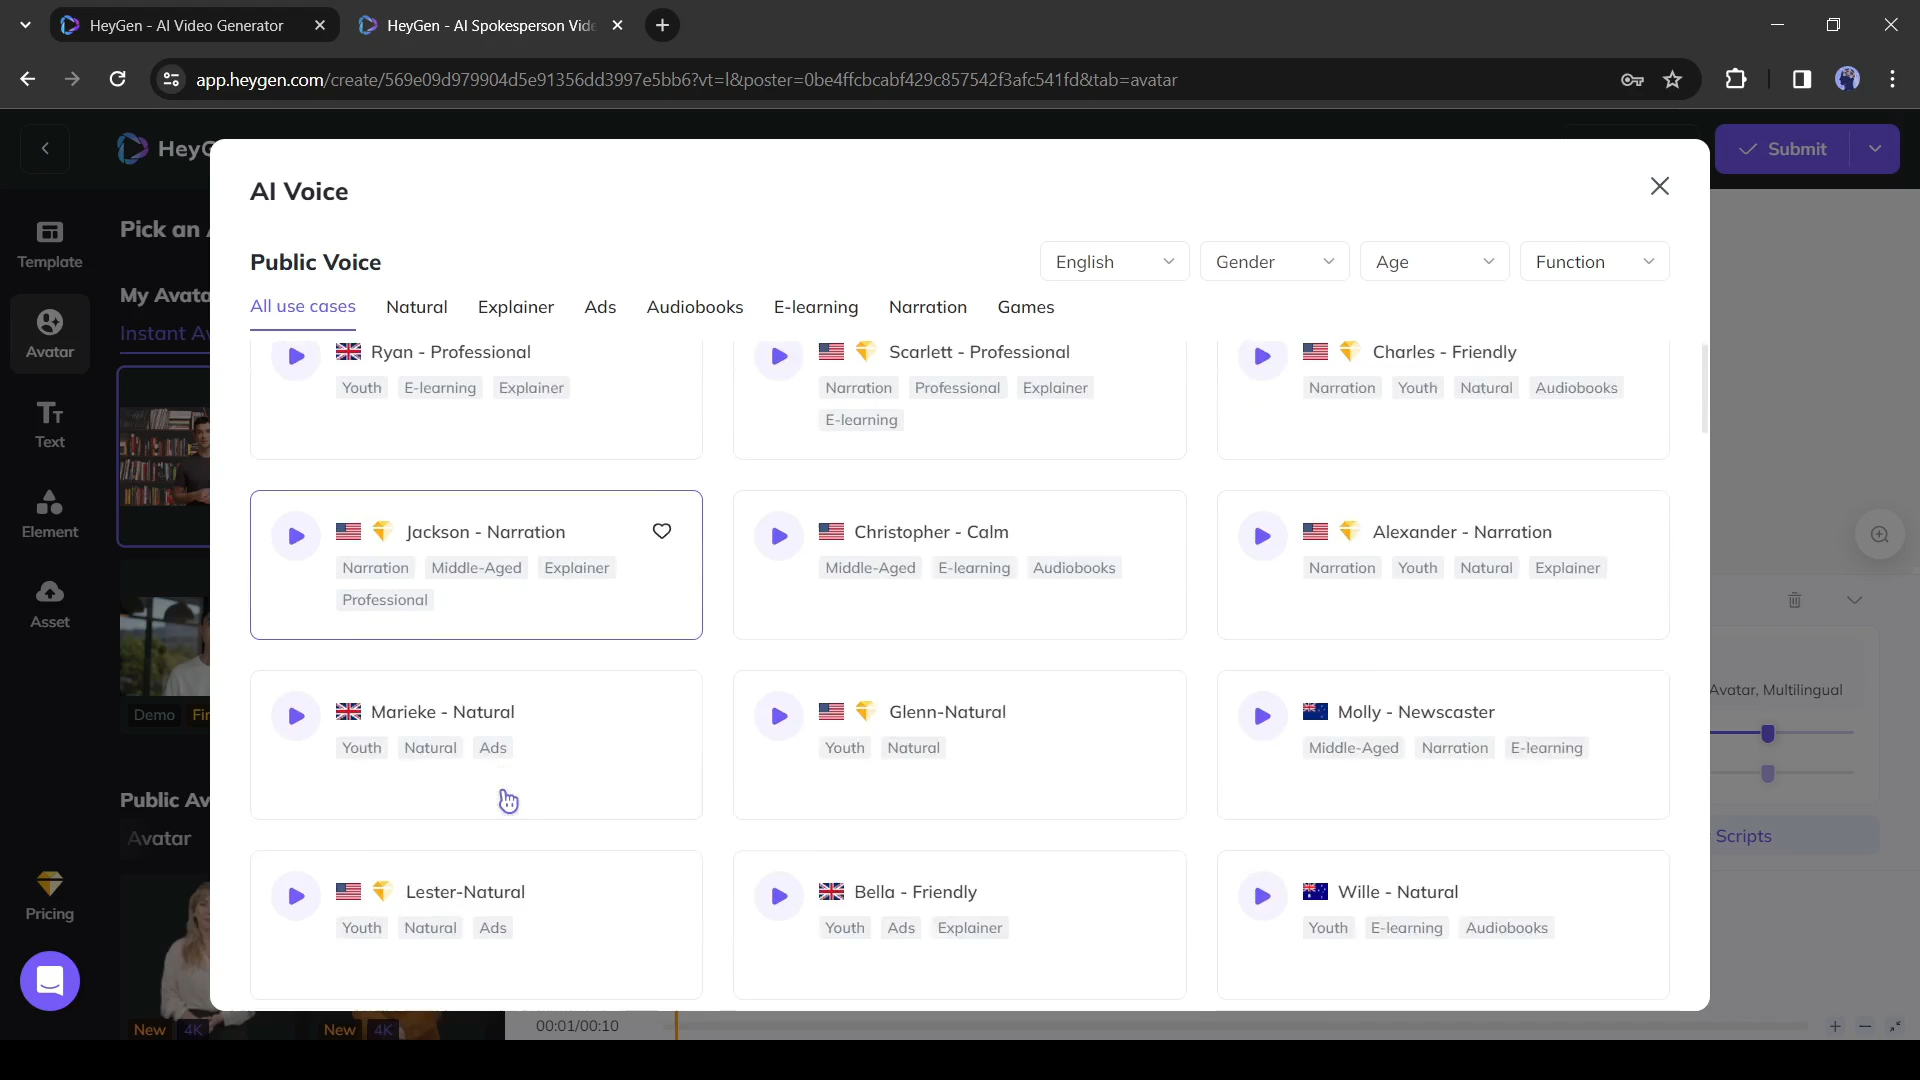 HeyGen - AI Video Generator
HeyGen - AI Spokesperson Vide
app.heygen.com/create/569e09d979904d5e91356dd3997e5bb6?vt=l&poster=0be4ffcbcabf429c857542f3afc541fd&tab=avatar
HeyG
Submit
Template
Avatar
Text
Element
Asset
Pricing
Pick an A
My Avata
Instant Av
Demo
Fin
Public Av
Avatar
New
4K
New
4K
AI Voice
Public Voice
English
Gender
Age
Function
All use cases
Natural
Explainer
Ads
Audiobooks
E-learning
Narration
Games
Ryan - Professional
Youth
E-learning
Explainer
Scarlett - Professional
Narration
Professional
Explainer
E-learning
Charles - Friendly
Narration
Youth
Natural
Audiobooks
Jackson - Narration
Narration
Middle-Aged
Explainer
Professional
Christopher - Calm
Middle-Aged
E-learning
Audiobooks
Alexander - Narration
Narration
Youth
Natural
Explainer
Marieke - Natural
Youth
Natural
Ads
Glenn-Natural
Youth
Natural
Molly - Newscaster
Middle-Aged
Narration
E-learning
Lester-Natural
Youth
Natural
Ads
Bella - Friendly
Youth
Ads
Explainer
Wille - Natural
Youth
E-learning
Audiobooks
Avatar, Multilingual
Scripts
00:01/00:10